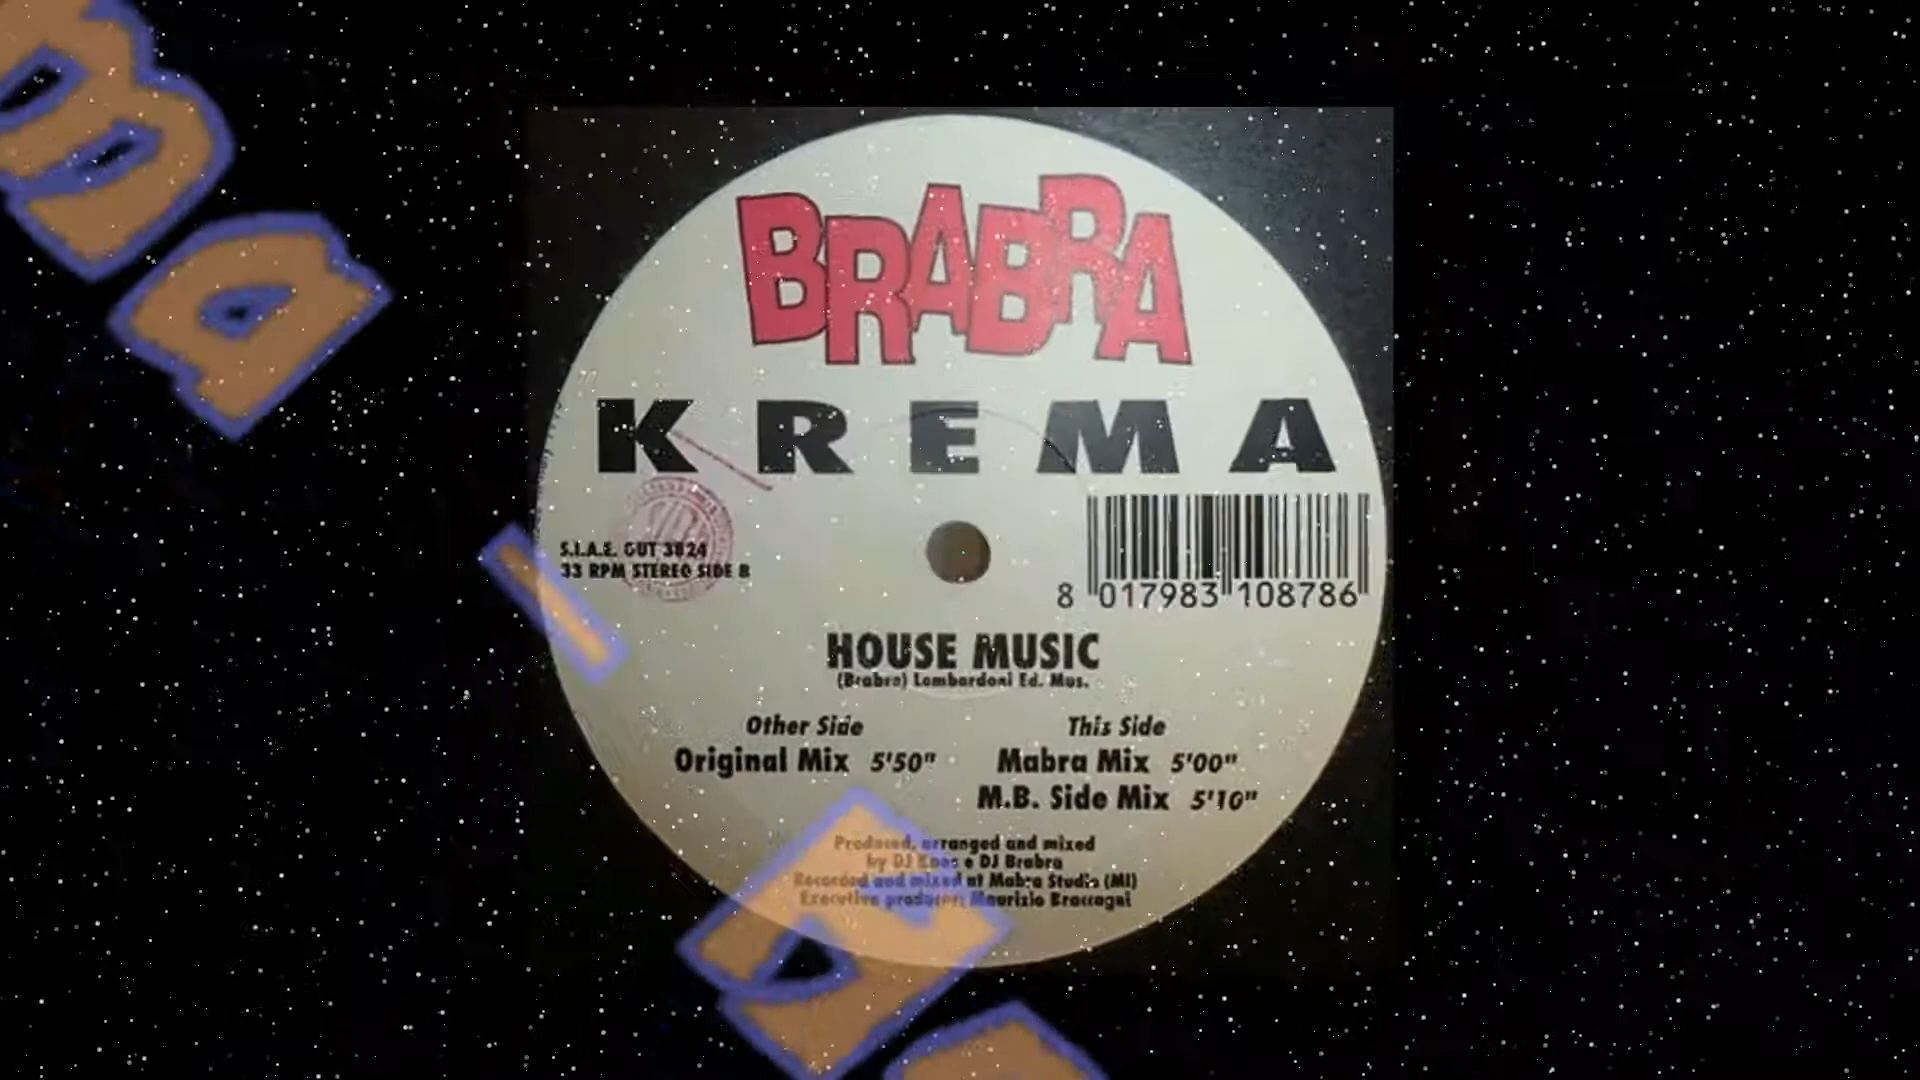 BRABRA
KREMA
S.I.A.E. GUT 3824
33 RPM STEREO SIDE B
8 017983 108786
HOUSE MUSIC
(Brabra) Lombardoni Ed. Mus.
Other Side
Original Mix 5'50"
This Side
Mabra Mix 5'00"
M.B. Side Mix 5'10"
Produced, arranged and mixed
by DJ e DJ Brabra
Recorded and mixed at Mabra Studio (MI)
Executive producer: Maurizio Braccagni